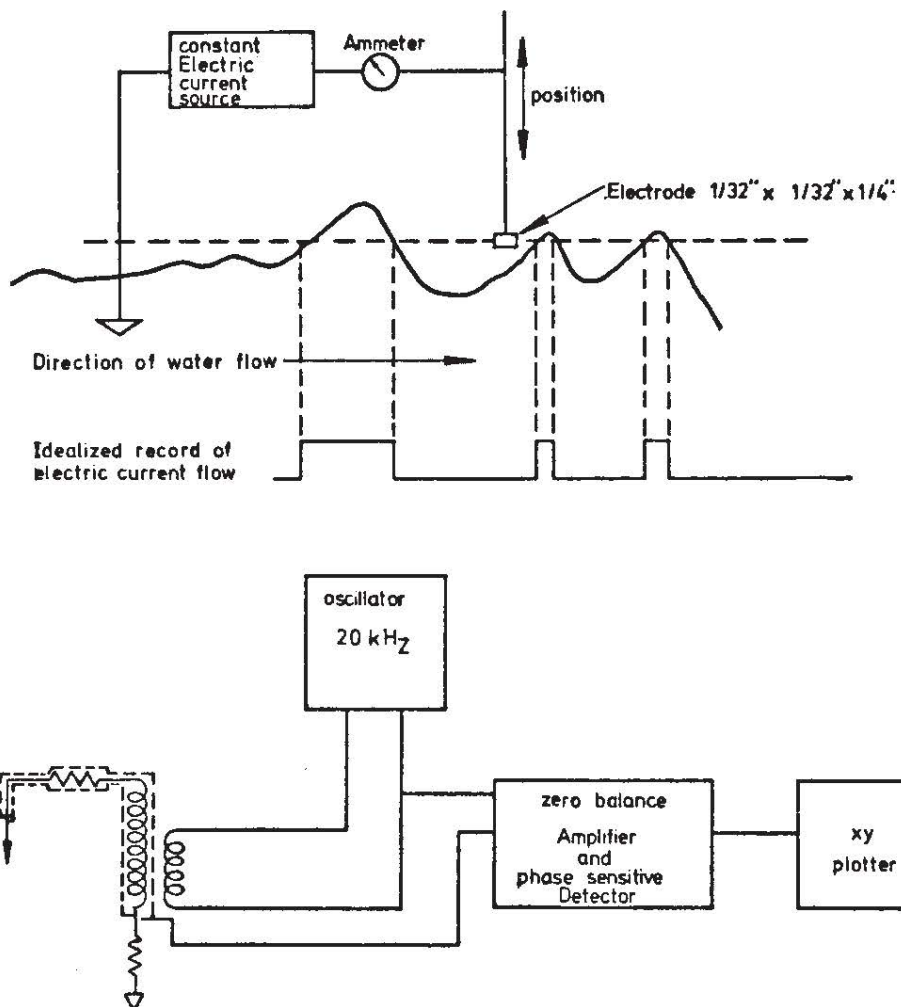 constant
Electric
current
source
Ammeter
position
Electrode 1/32" x 1/32" x 1/4"
Direction of water flow
Idealized record of
electric current flow
oscillator
20 kHz
zero balance
Amplifier
and
phase sensitive
Detector
xy
plotter